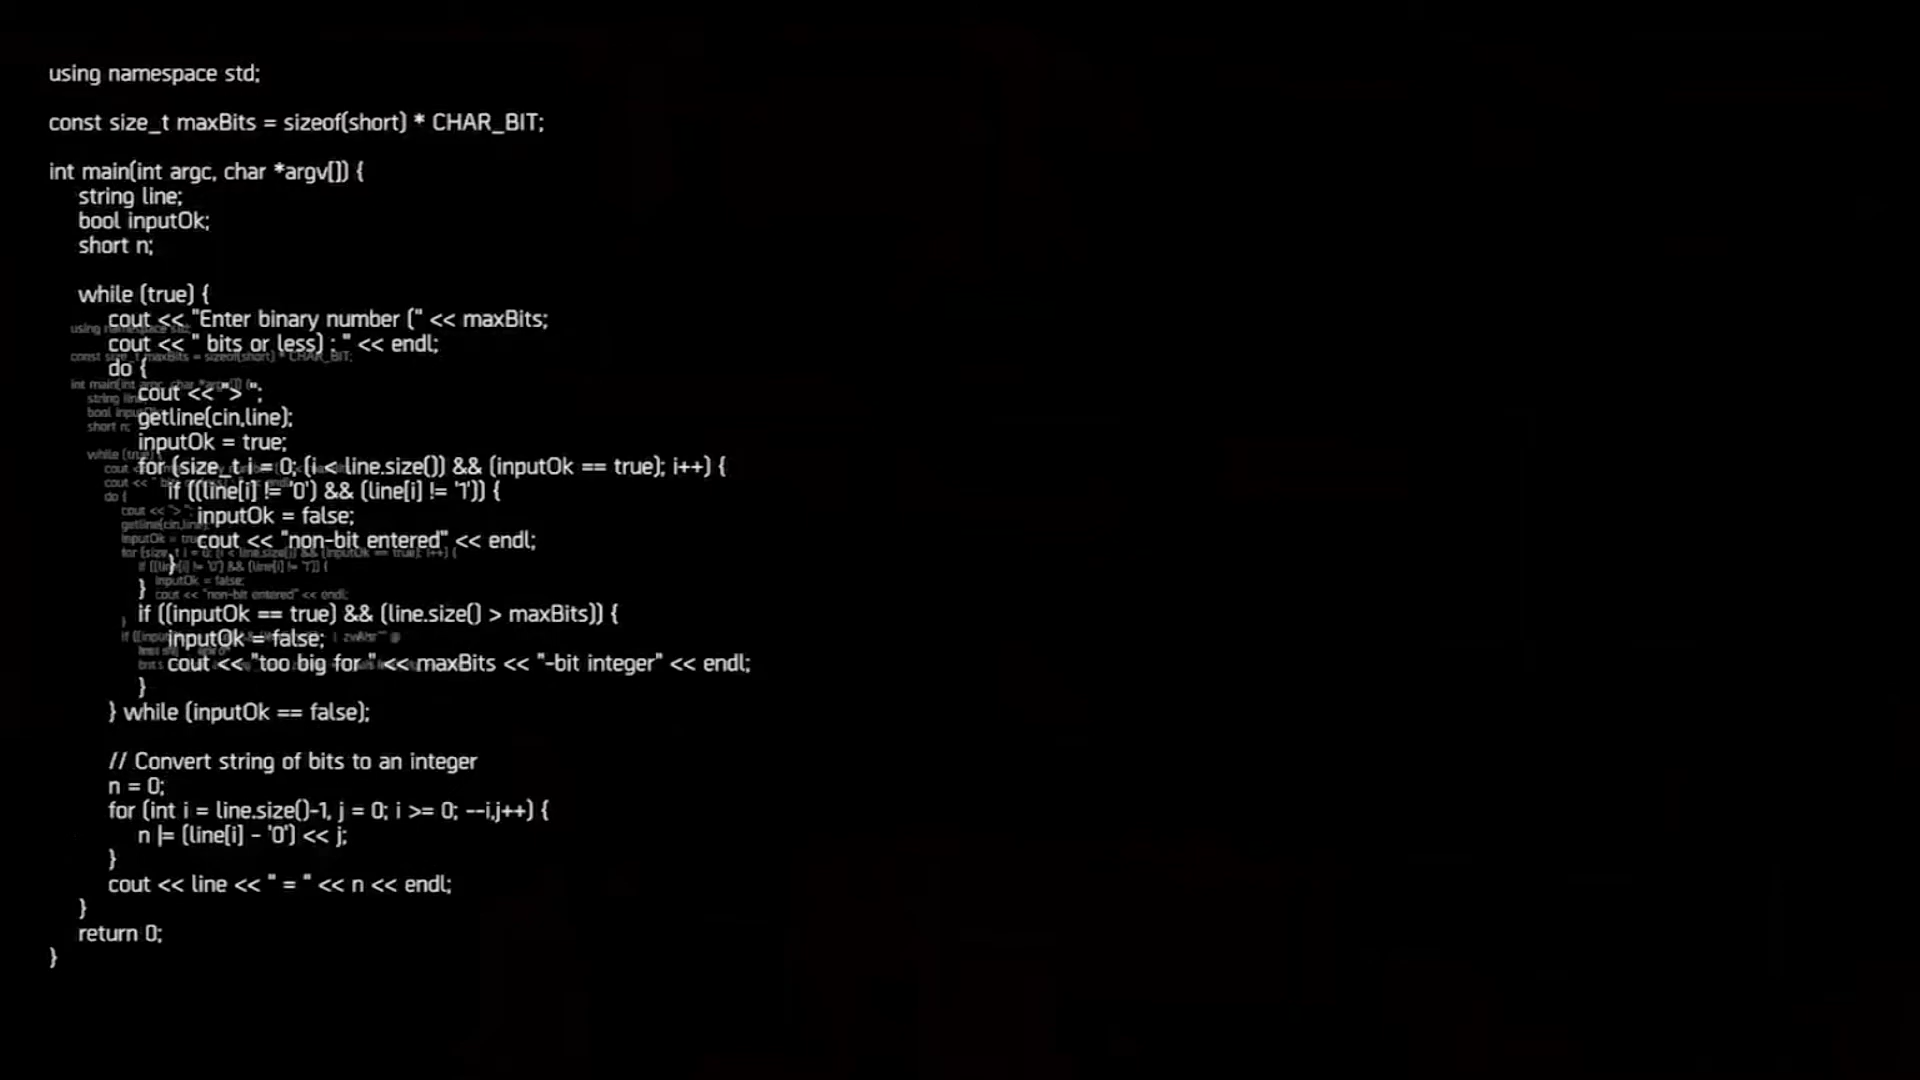 using namespace std;
const size_t maxBits = sizeof(short) * CHAR_BIT;
int main(int argc, char *argv[]) {
string line;
bool inputOk;
short n;
while (true) {
cout << "Enter binary number (" << maxBits;
cout << " bits or less) : " << endl;
do {
cout << "> ";
getline(cin,line);
inputOk = true;
for (size_t i = 0; (i < line.size()) && (inputOk == true); i++) {
if ((line[i] != '0') && (line[i] != '1')) {
inputOk = false;
cout << "non-bit entered" << endl;
}
}
if ((inputOk == true) && (line.size() > maxBits)) {
inputOk = false;
cout << "too big for " << maxBits << "-bit integer" << endl;
}
} while (inputOk == false);
// Convert string of bits to an integer
n = 0;
for (int i = line.size()-1, j = 0; i >= 0; --i,j++) {
n |= (line[i] - '0') << j;
}
cout << line << " = " << n << endl;
}
return 0;
}